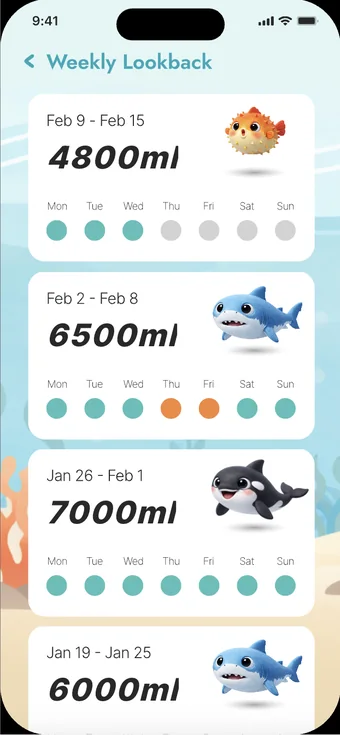 9:41
Weekly Lookback
Feb 9 - Feb 15
4800ml
Mon Tue Wed Thu Fri Sat Sun
Feb 2 - Feb 8
6500ml
Mon Tue Wed Thu Fri Sat Sun
Jan 26 - Feb 1
7000ml
Mon Tue Wed Thu Fri Sat Sun
Jan 19 - Jan 25
6000ml